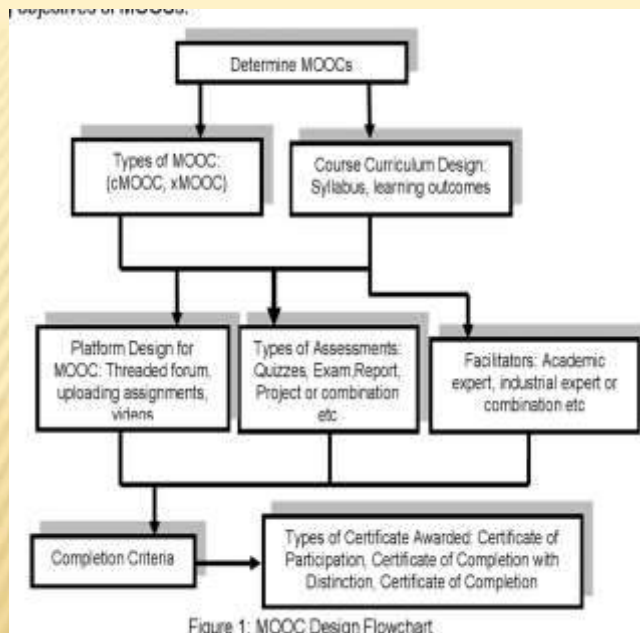 objectives of MOOCs.
Determine MOOCs
Types of MOOC:
(cMOOC, xMOOC)
Course Curriculum Design:
Syllabus, learning outcomes
Platform Design for
MOOC: Threaded forum,
uploading assignments,
videos
Types of Assessments:
Quizzes, Exam,Report,
Project or combination
etc
Facilitators: Academic
expert, industrial expert or
combination etc
Completion Criteria
Types of Certificate Awarded: Certificate of
Participation, Certificate of Completion with
Distinction, Certificate of Completion
Figure 1: MOOC Design Flowchart